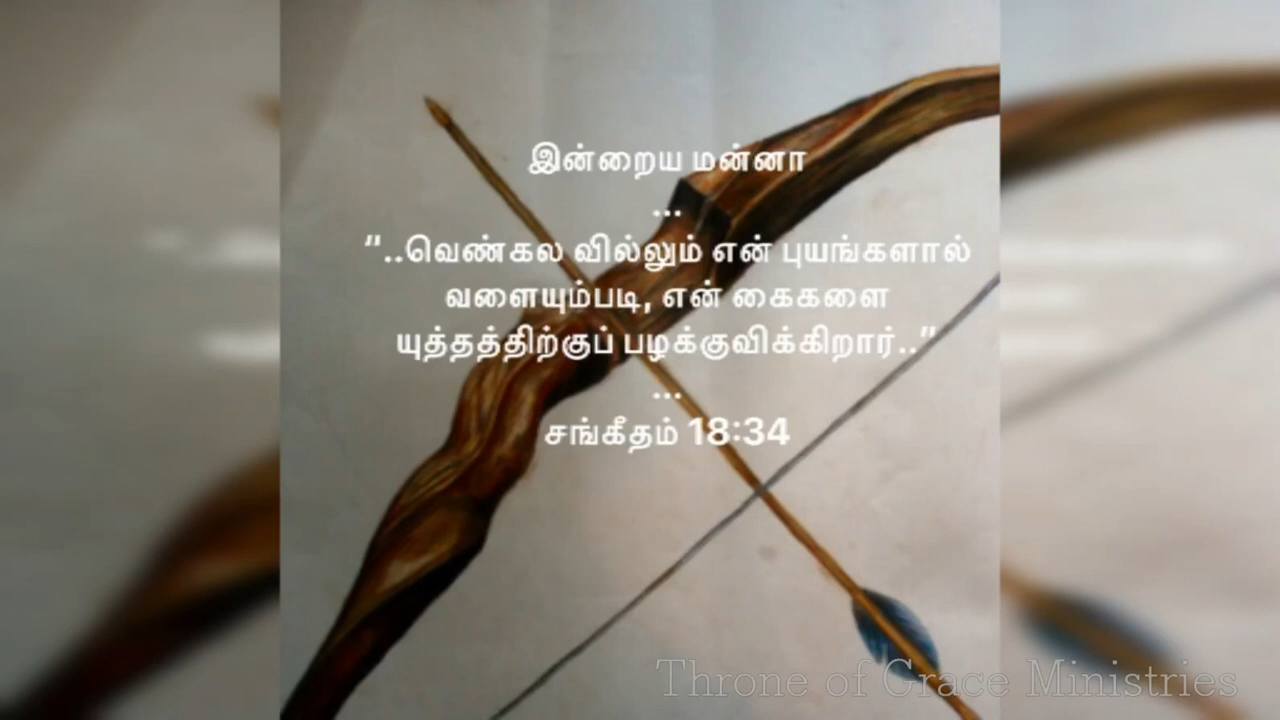 இன்றைய மன்னா
...
"..வெண்கல வில்லும் என் புயங்களால்
வளையும்படி, என் கைகளை
யுத்தத்திற்குப் பழக்குவிக்கிறார்.."
...
சங்கீதம் 18:34
Throne of Grace Ministries